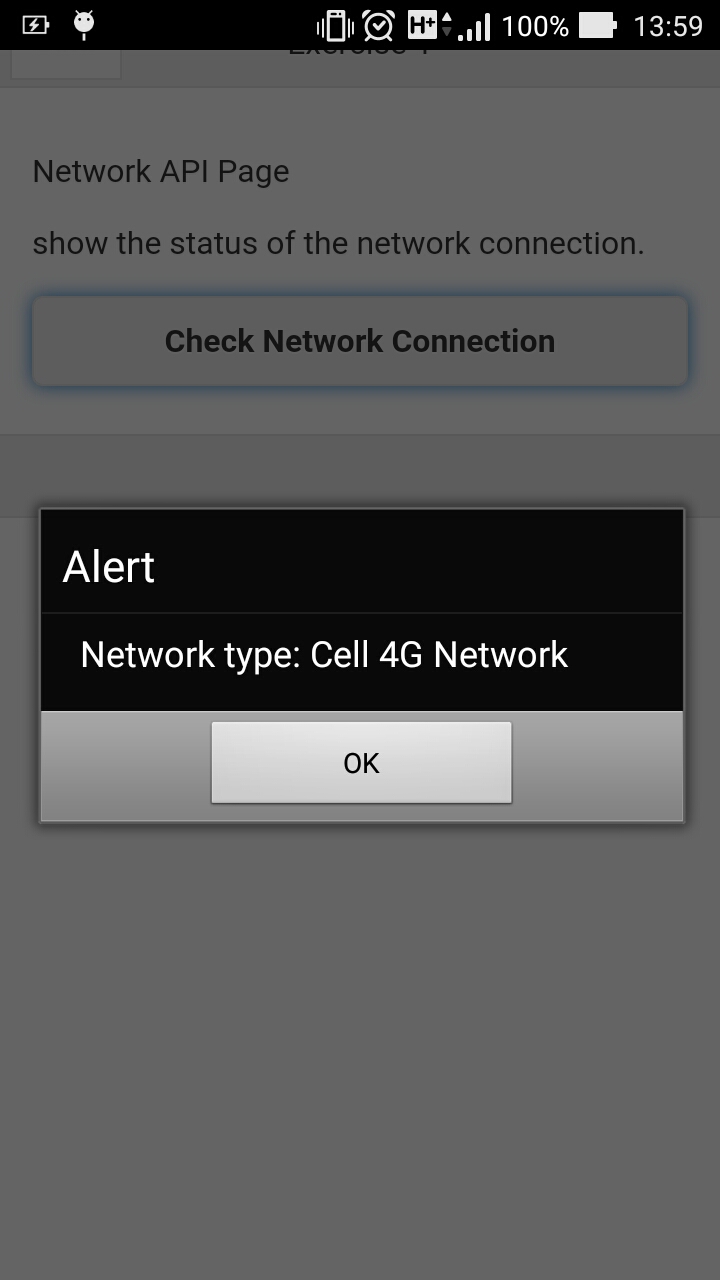 H+ 100% 13:59
Network API Page
show the status of the network connection.
Check Network Connection
Alert
Network type: Cell 4G Network
OK